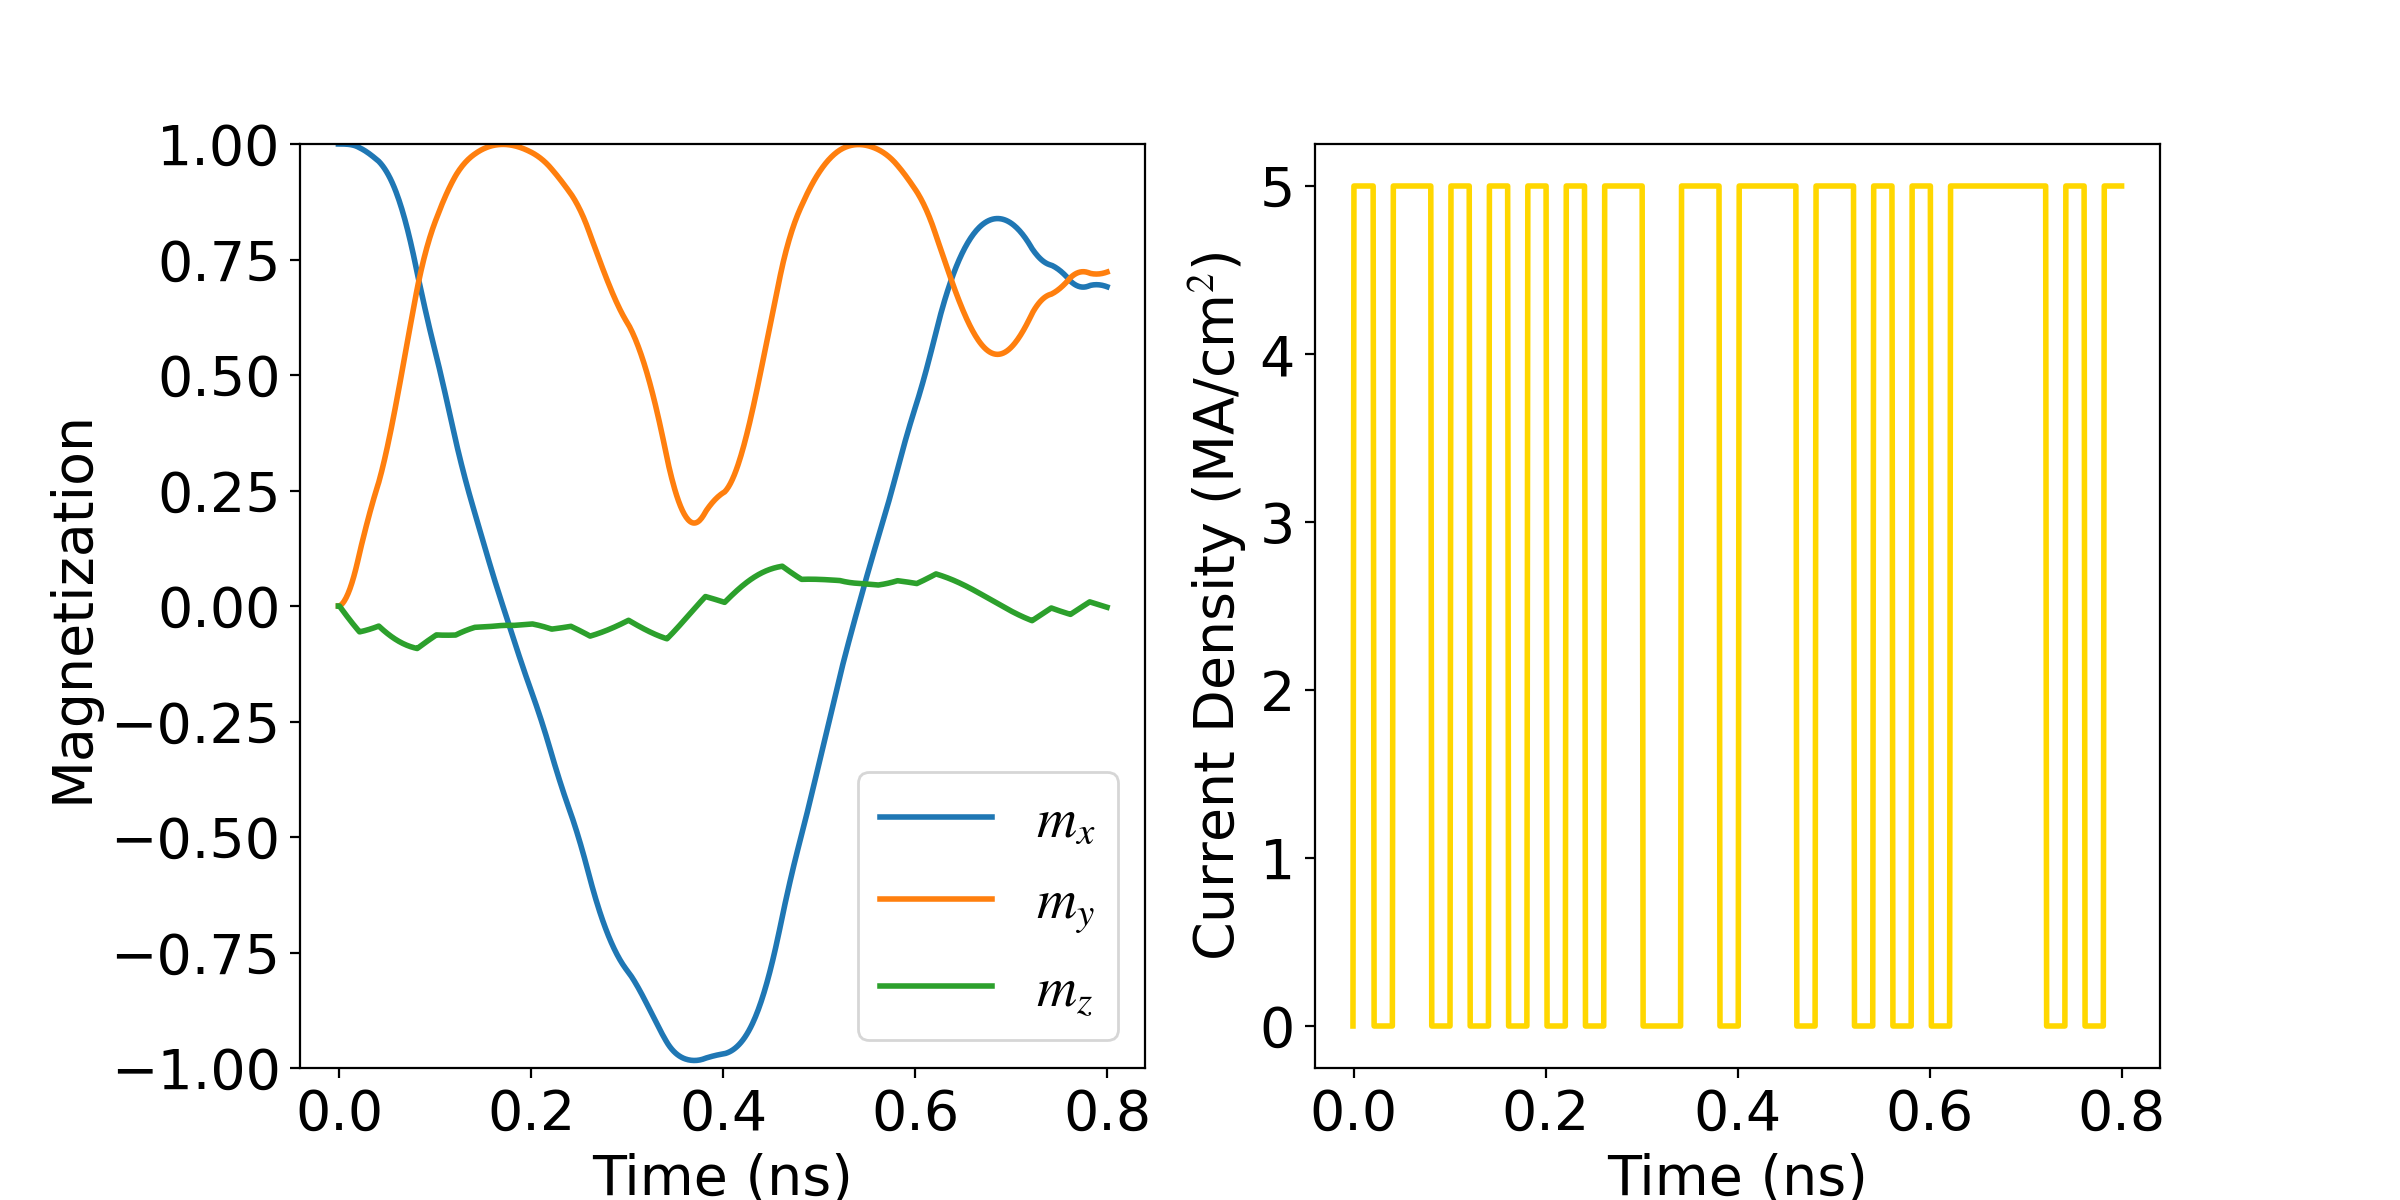 Magnetization
1.00
0.75
0.50
0.25
0.00
−0.25
−0.50
−0.75
−1.00
0.0 0.2 0.4 0.6 0.8
Time (ns)
m_x
m_y
m_z
Current Density (MA/cm²)
5
4
3
2
1
0
0.0 0.2 0.4 0.6 0.8
Time (ns)